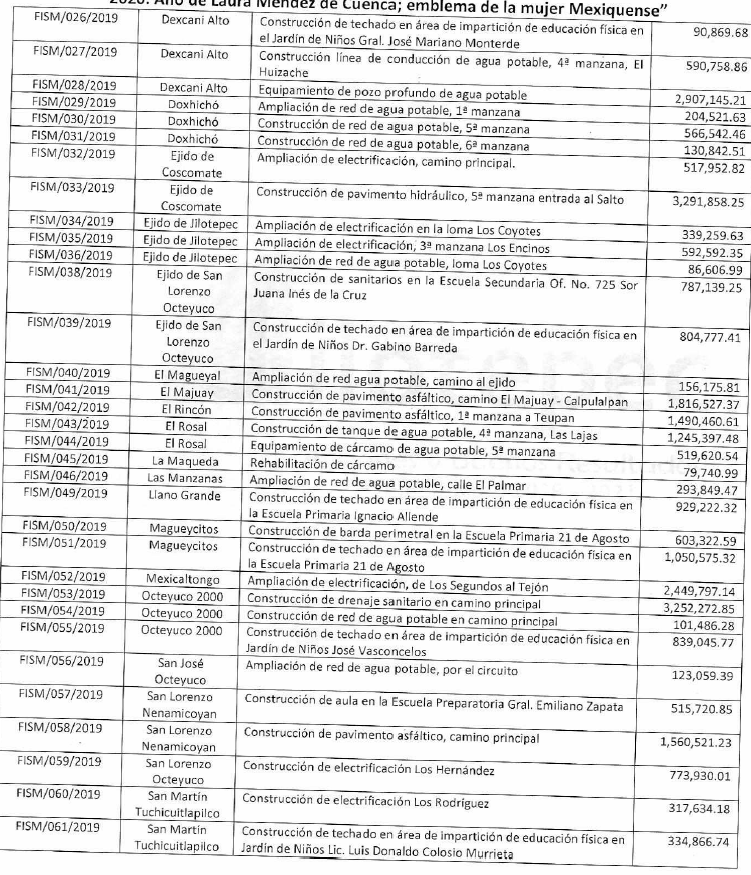 2020. Año de Laura Méndez de Cuenca; emblema de la mujer Mexiquense”
FISM/026/2019 Dexcani Alto Construcción de techado en área de impartición de educación física en 90,869.68
el Jardín de Niños Gral. José Mariano Monterde
FISM/027/2019 Dexcani Alto Construcción línea de conducción de agua potable, 4ª manzana, El 590,758.86
Huizache
FISM/028/2019 Dexcani Alto Equipamiento de pozo profundo de agua potable 2,907,145.21
FISM/029/2019 Doxhichó Ampliación de red de agua potable, 1ª manzana 204,521.63
FISM/030/2019 Doxhichó Construcción de red de agua potable, 5ª manzana 566,542.46
FISM/031/2019 Doxhichó Construcción de red de agua potable, 6ª manzana 130,842.51
FISM/032/2019 Ejido de Ampliación de electrificación, camino principal. 517,952.82
Coscomate
FISM/033/2019 Ejido de Construcción de pavimento hidráulico, 5ª manzana entrada al Salto 3,291,858.25
Coscomate
FISM/034/2019 Ejido de Jilotepec Ampliación de electrificación en la loma Los Coyotes 339,259.63
FISM/035/2019 Ejido de Jilotepec Ampliación de electrificación, 3ª manzana Los Encinos 592,592.35
FISM/036/2019 Ejido de Jilotepec Ampliación de red de agua potable, loma Los Coyotes 86,606.99
FISM/038/2019 Ejido de San Construcción de sanitarios en la Escuela Secundaria Of. No. 725 Sor 787,139.25
Lorenzo Juana Inés de la Cruz
Octeyuco
FISM/039/2019 Ejido de San Construcción de techado en área de impartición de educación física en 804,777.41
Lorenzo el Jardín de Niños Dr. Gabino Barreda
Octeyuco
FISM/040/2019 El Magueyal Ampliación de red agua potable, camino al ejido 156,175.81
FISM/041/2019 El Majuay Construcción de pavimento asfáltico, camino El Majuay - Calpulalpan 1,816,527.37
FISM/042/2019 El Rincón Construcción de pavimento asfáltico, 1ª manzana a Teupan 1,490,460.61
FISM/043/2019 El Rosal Construcción de tanque de agua potable, 4ª manzana, Las Lajas 1,245,397.48
FISM/044/2019 El Rosal Equipamiento de cárcamo de agua potable, 5ª manzana 519,620.54
FISM/045/2019 La Maqueda Rehabilitación de cárcamo 79,740.99
FISM/046/2019 Las Manzanas Ampliación de red de agua potable, calle El Palmar 293,849.47
FISM/049/2019 Llano Grande Construcción de techado en área de impartición de educación física en 929,222.32
la Escuela Primaria Ignacio Allende
FISM/050/2019 Magueycitos Construcción de barda perimetral en la Escuela Primaria 21 de Agosto 603,322.59
FISM/051/2019 Magueycitos Construcción de techado en área de impartición de educación física en 1,050,575.32
la Escuela Primaria 21 de Agosto
FISM/052/2019 Mexicaltongo Ampliación de electrificación, de Los Segundos al Tejón 2,449,797.14
FISM/053/2019 Octeyuco 2000 Construcción de drenaje sanitario en camino principal 3,252,272.85
FISM/054/2019 Octeyuco 2000 Construcción de red de agua potable en camino principal 101,486.28
FISM/055/2019 Octeyuco 2000 Construcción de techado en área de impartición de educación física en 839,045.77
Jardín de Niños José Vasconcelos
FISM/056/2019 San José Ampliación de red de agua potable, por el circuito 123,059.39
Octeyuco
FISM/057/2019 San Lorenzo Construcción de aula en la Escuela Preparatoria Gral. Emiliano Zapata 515,720.85
Nenamicoyan
FISM/058/2019 San Lorenzo Construcción de pavimento asfáltico, camino principal 1,560,521.23
Nenamicoyan
FISM/059/2019 San Lorenzo Construcción de electrificación Los Hernández 773,930.01
Octeyuco
FISM/060/2019 San Martín Construcción de electrificación Los Rodríguez 317,634.18
Tuchicuitlapilco
FISM/061/2019 San Martín Construcción de techado en área de impartición de educación física en 334,866.74
Tuchicuitlapilco Jardín de Niños Lic. Luis Donaldo Colosio Murrieta